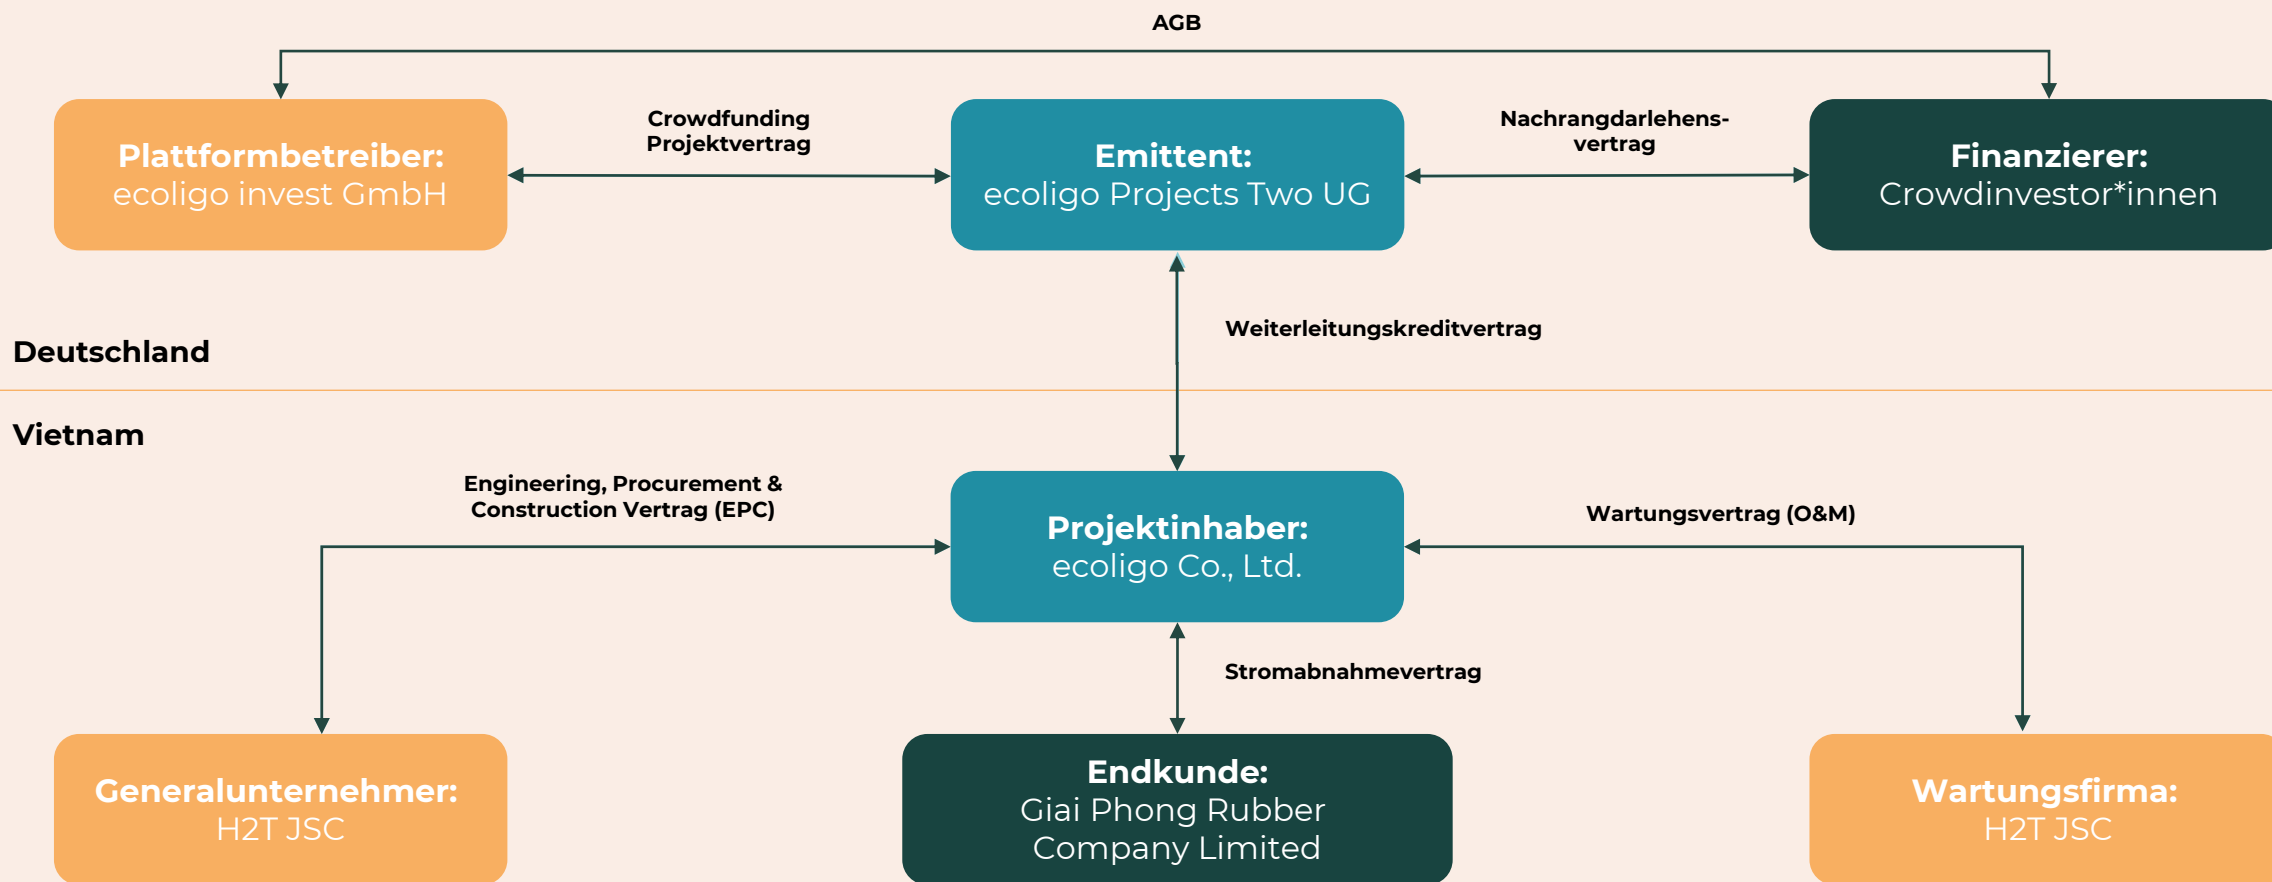 AGB
Plattformbetreiber:
ecoligo invest GmbH
Crowdfunding
Projektvertrag
Emittent:
ecoligo Projects Two UG
Nachrangdarlehens-
vertrag
Finanzierer:
Crowdinvestor*innen
Weiterleitungskreditvertrag
Deutschland
Vietnam
Engineering, Procurement &
Construction Vertrag (EPC)
Projektinhaber:
ecoligo Co., Ltd.
Wartungsvertrag (O&M)
Stromabnahmevertrag
Generalunternehmer:
H2T JSC
Endkunde:
Giai Phong Rubber
Company Limited
Wartungsfirma:
H2T JSC